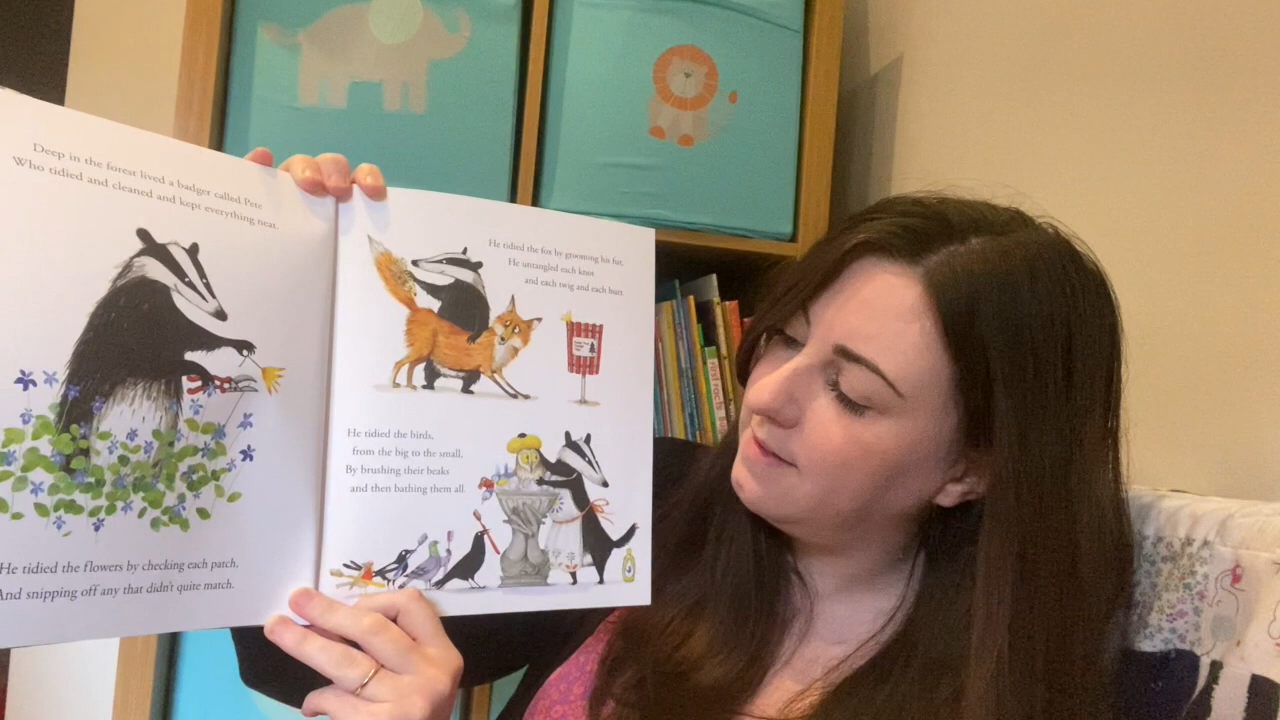 Deep in the forest lived a badger called Pete
Who tidied and cleaned and kept everything neat.
He tidied the flowers by checking each patch,
And snipping off any that didn't quite match.
He tidied the fox by grooming his fur,
He untangled each knot
and each twig and each burr.
He tidied the birds,
from the big to the small,
By brushing their beaks
and then bathing them all.
First Facts